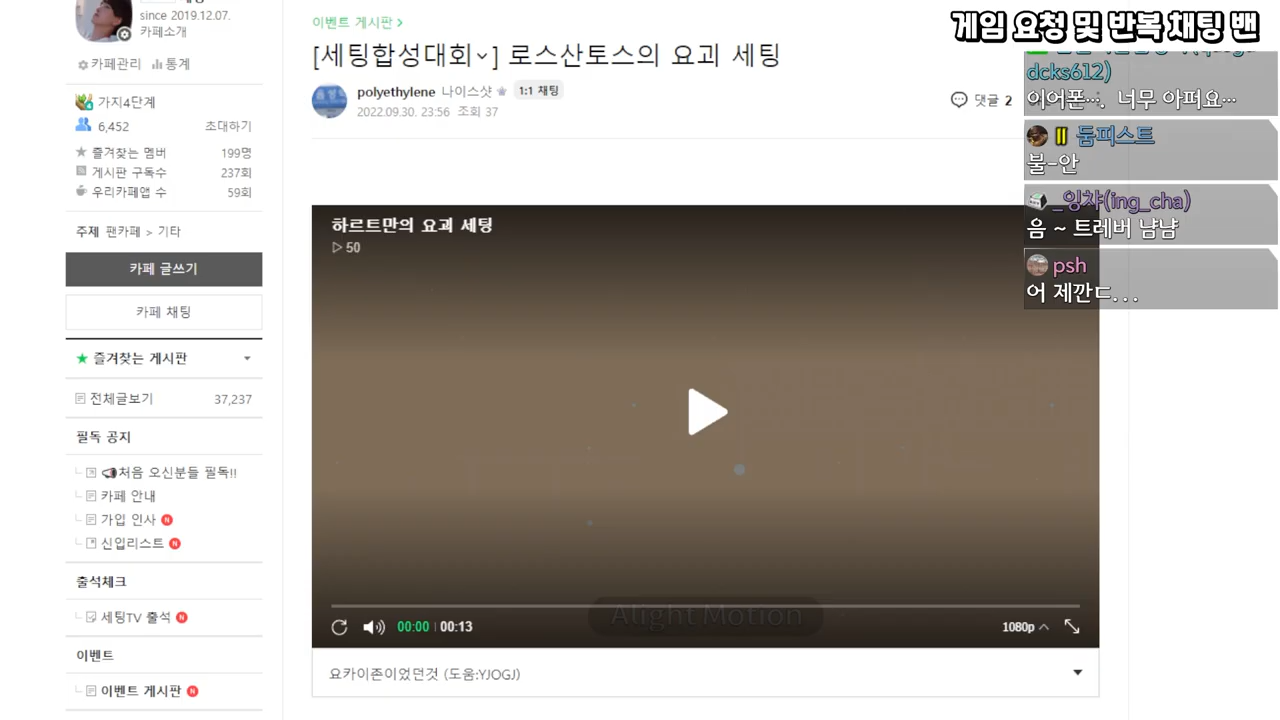 since 2019.12.07.
카페소개
카페관리 통계
가지4단계
6,452 초대하기
즐겨찾는 멤버 199명
게시판 구독수 237회
우리카페앱 수 59회
주제 팬카페 > 기타
카페 글쓰기
카페 채팅
즐겨찾는 게시판
전체글보기 37,237
필독 공지
처음 오신분들 필독!!
카페 안내
가입 인사 N
신입리스트 N
출석체크
세팅TV 출석 N
이벤트
이벤트 게시판 N
이벤트 게시판 >
[세팅합성대회] 로스산토스의 요괴 세팅
polyethylene 나이스샷 1:1 채팅
2022.09.30. 23:56 조회 37
댓글 2
하르트만의 요괴 세팅
50
Alight Motion
00:00 00:13
1080p
요카이존이었던것 (도움:YJOGJ)
게임 요청 및 반복 채팅 밴
dcks612)
이어폰…. 너무 아퍼요…
둠피스트
불-안
_잉챠(ing_cha)
음 ~ 트레버 냠냠
psh
어 제깐ㄷ...